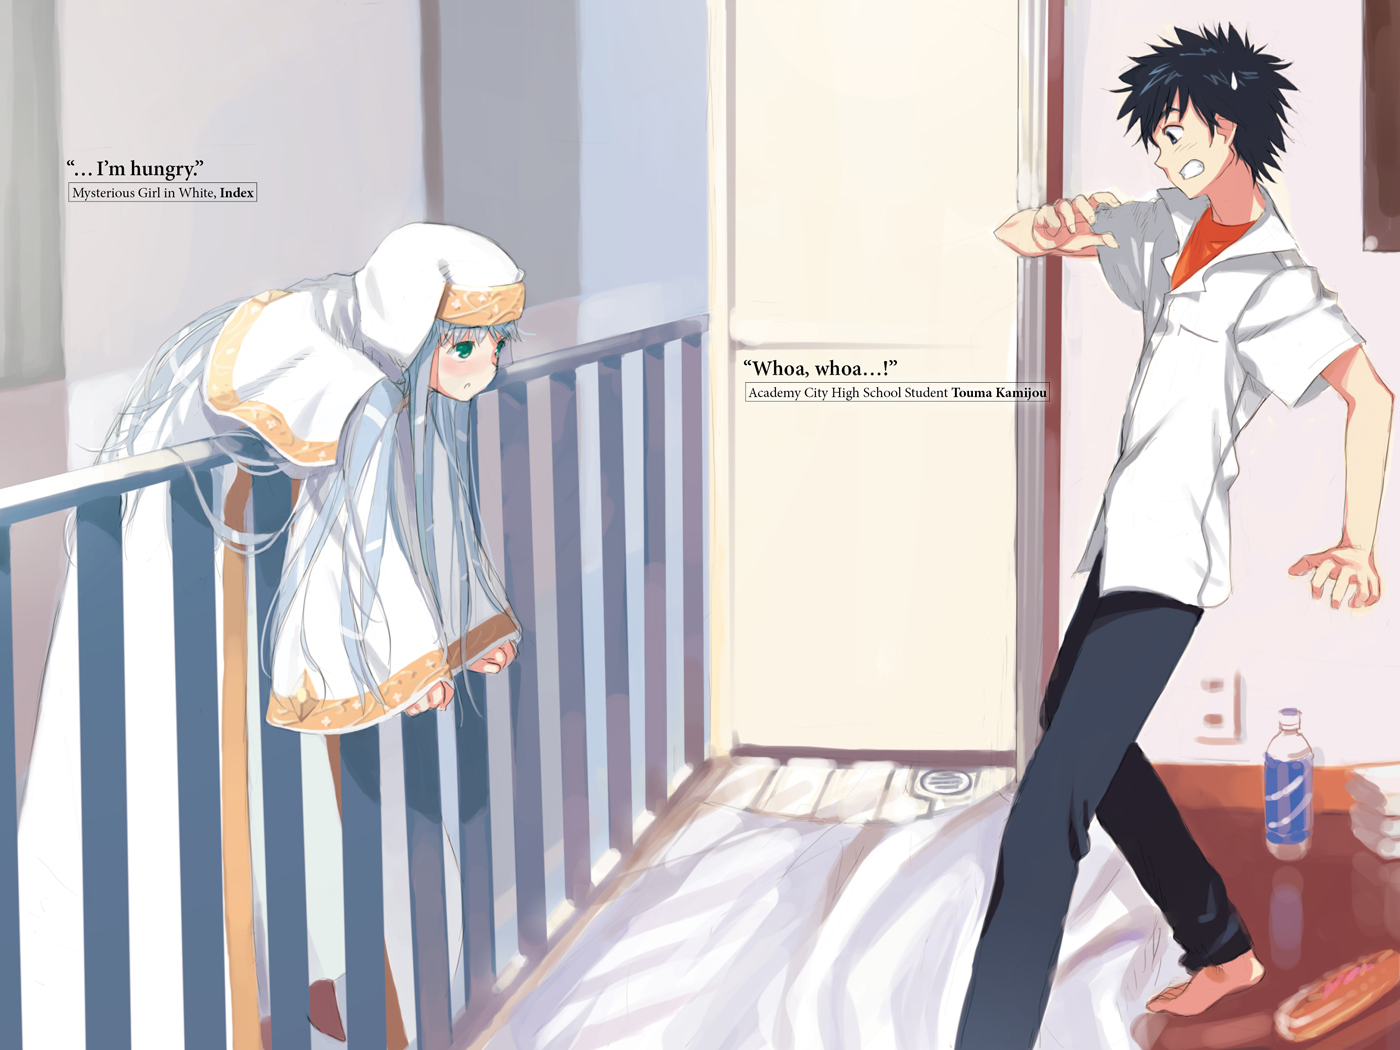 “… I’m hungry.”
Mysterious Girl in White, Index
“Whoa, whoa…!”
Academy City High School Student Touma Kamijou